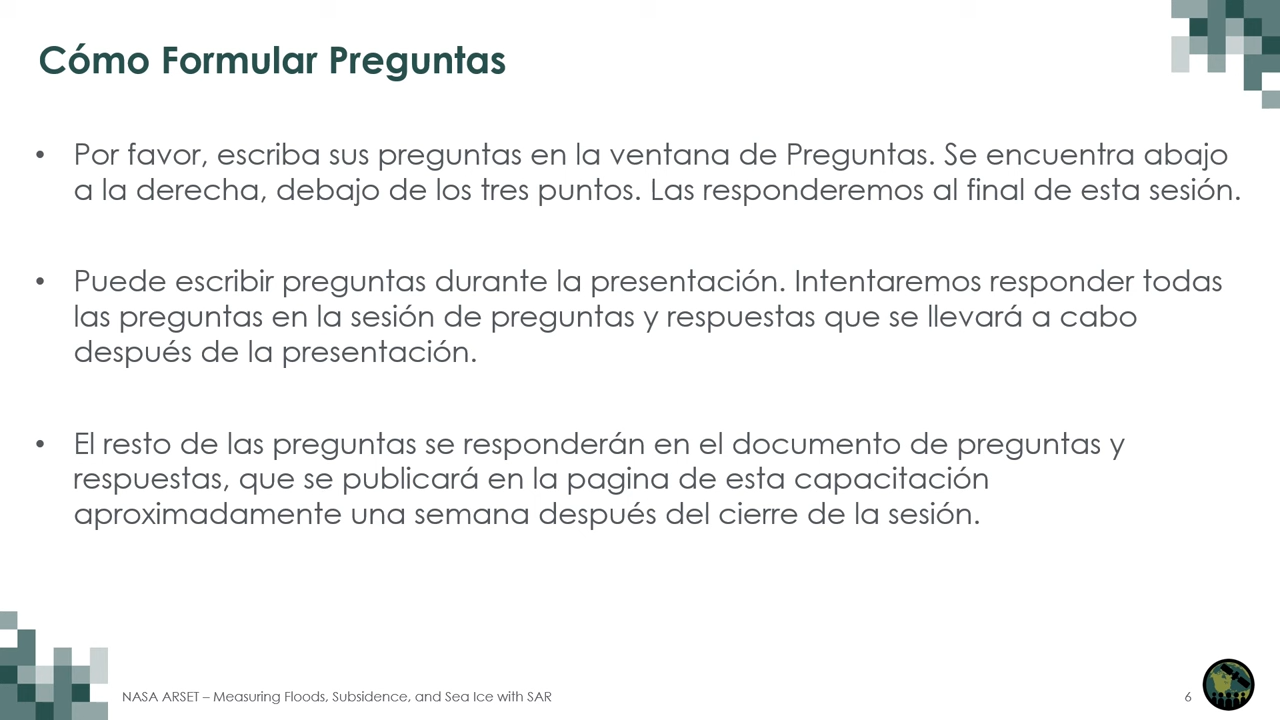 Cómo Formular Preguntas
• Por favor, escriba sus preguntas en la ventana de Preguntas. Se encuentra abajo
a la derecha, debajo de los tres puntos. Las responderemos al final de esta sesión.
• Puede escribir preguntas durante la presentación. Intentaremos responder todas
las preguntas en la sesión de preguntas y respuestas que se llevará a cabo
después de la presentación.
• El resto de las preguntas se responderán en el documento de preguntas y
respuestas, que se publicará en la pagina de esta capacitación
aproximadamente una semana después del cierre de la sesión.
NASA ARSET – Measuring Floods, Subsidence, and Sea Ice with SAR
6